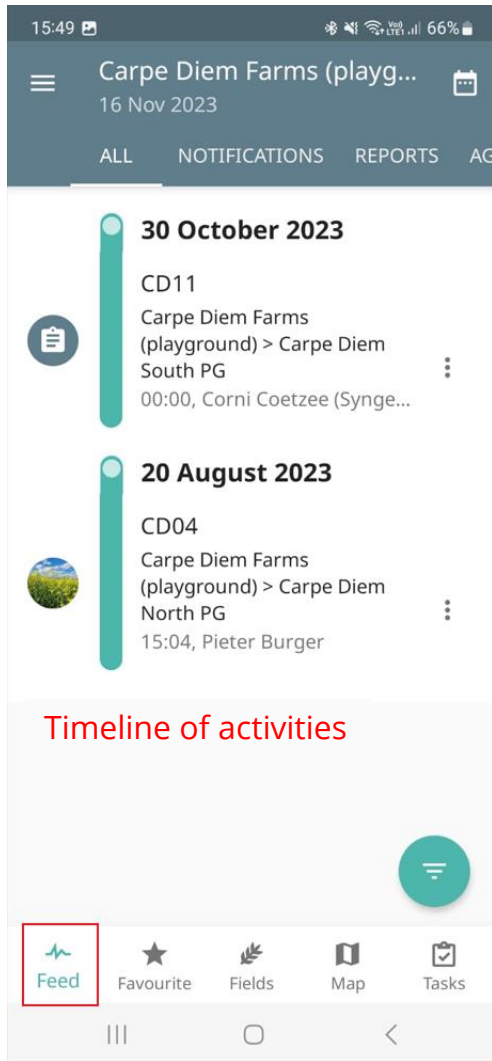 15:49 66%
Carpe Diem Farms (playg...
16 Nov 2023
ALL NOTIFICATIONS REPORTS AG
30 October 2023
CD11
Carpe Diem Farms
(playground) > Carpe Diem
South PG
00:00, Corni Coetzee (Synge...
20 August 2023
CD04
Carpe Diem Farms
(playground) > Carpe Diem
North PG
15:04, Pieter Burger
Timeline of activities
Feed Favourite Fields Map Tasks